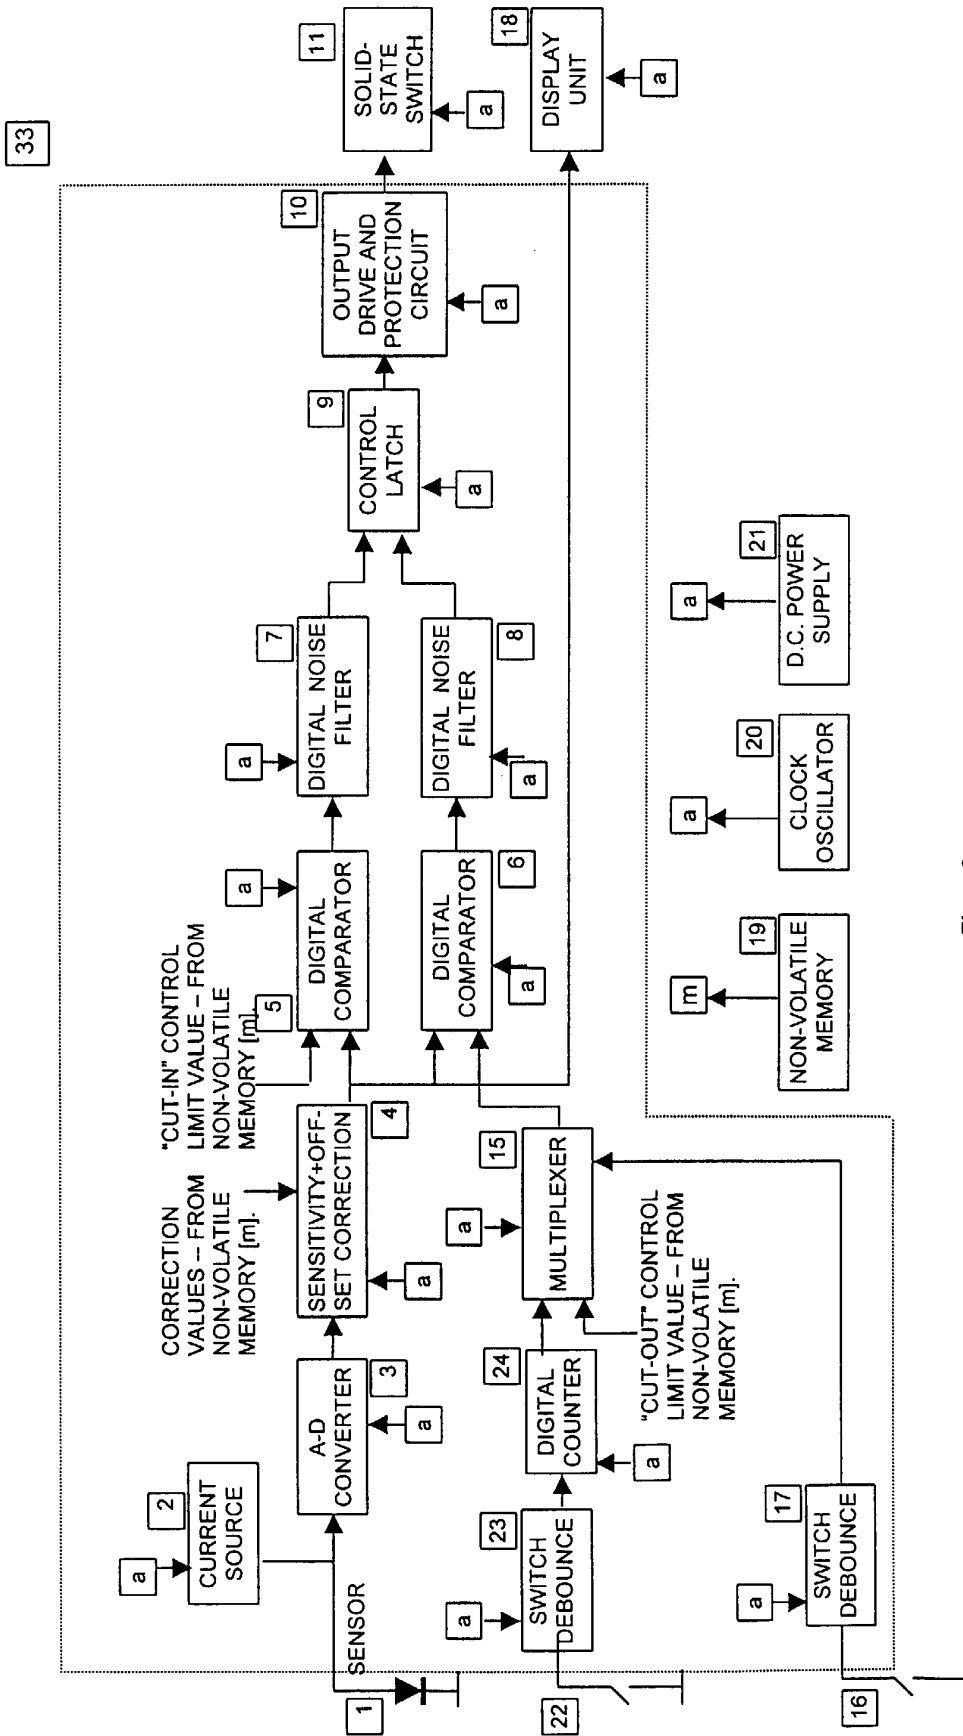 33
SENSOR
1
a
2
CURRENT
SOURCE
A-D
CONVERTER
3
a
CORRECTION
VALUES – FROM
NON-VOLATILE
MEMORY [m].
SENSITIVITY+OFF-
SET CORRECTION
4
a
"CUT-IN" CONTROL
LIMIT VALUE – FROM
NON-VOLATILE
MEMORY [m].
5
a
DIGITAL
COMPARATOR
DIGITAL
COMPARATOR
6
a
a
7
DIGITAL NOISE
FILTER
DIGITAL NOISE
FILTER
8
a
9
CONTROL
LATCH
a
10
OUTPUT
DRIVE AND
PROTECTION
CIRCUIT
a
11
SOLID-
STATE
SWITCH
a
18
DISPLAY
UNIT
a
22
a
23
SWITCH
DEBOUNCE
24
DIGITAL
COUNTER
a
a
15
MULTIPLEXER
"CUT-OUT" CONTROL
LIMIT VALUE – FROM
NON-VOLATILE
MEMORY [m].
16
a
17
SWITCH
DEBOUNCE
m
19
NON-VOLATILE
MEMORY
a
20
CLOCK
OSCILLATOR
a
21
D.C. POWER
SUPPLY